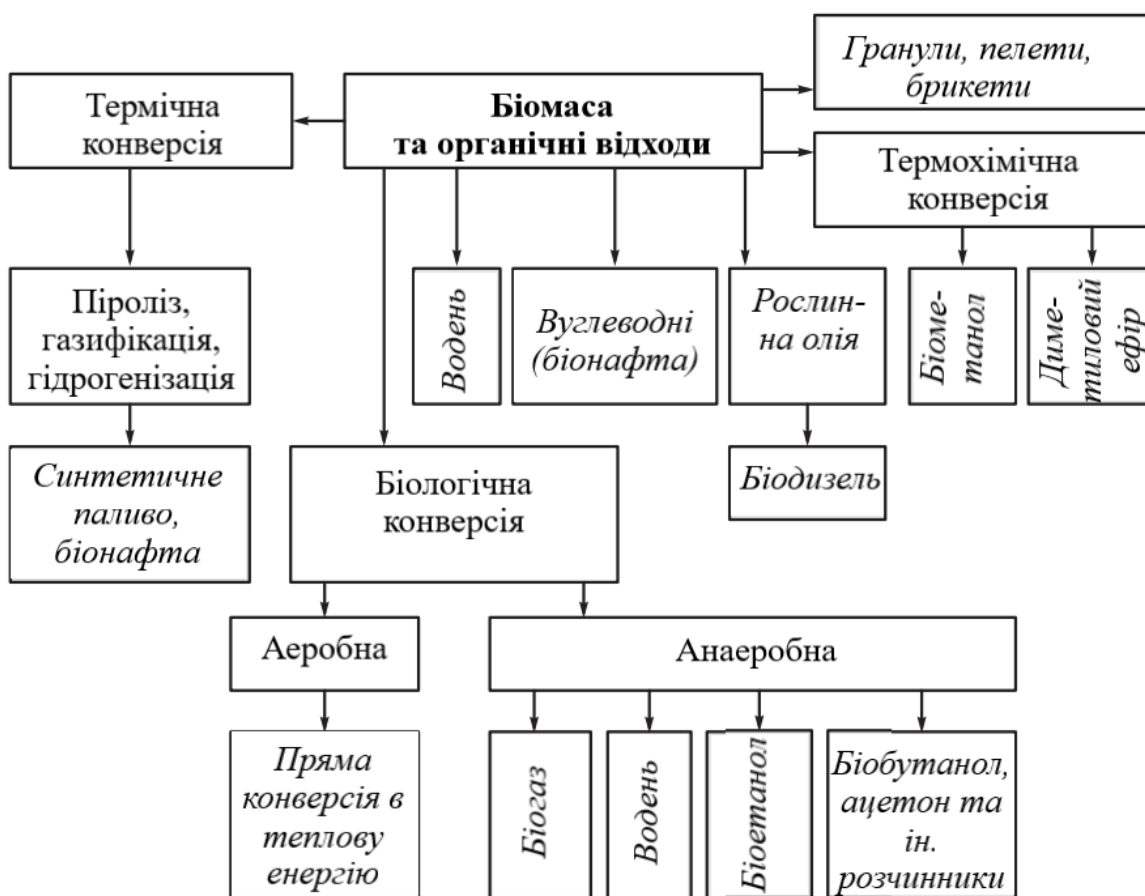 Гранули, пелети,
брикети
Термічна
конверсія
Біомаса
та органічні відходи
Термохімічна
конверсія
Піроліз,
газифікація,
гідрогенізація
Водень
Вуглеводні
(біонафта)
Рослин-
на олія
Біоме-
танол
Диме-
тиловий
ефір
Синтетичне
паливо,
біонафта
Біологічна
конверсія
Біодизель
Аеробна
Анаеробна
Пряма
конверсія в
теплову
енергію
Біогаз
Водень
Біоетанол
Біобутанол,
ацетон та
ін.
розчинники